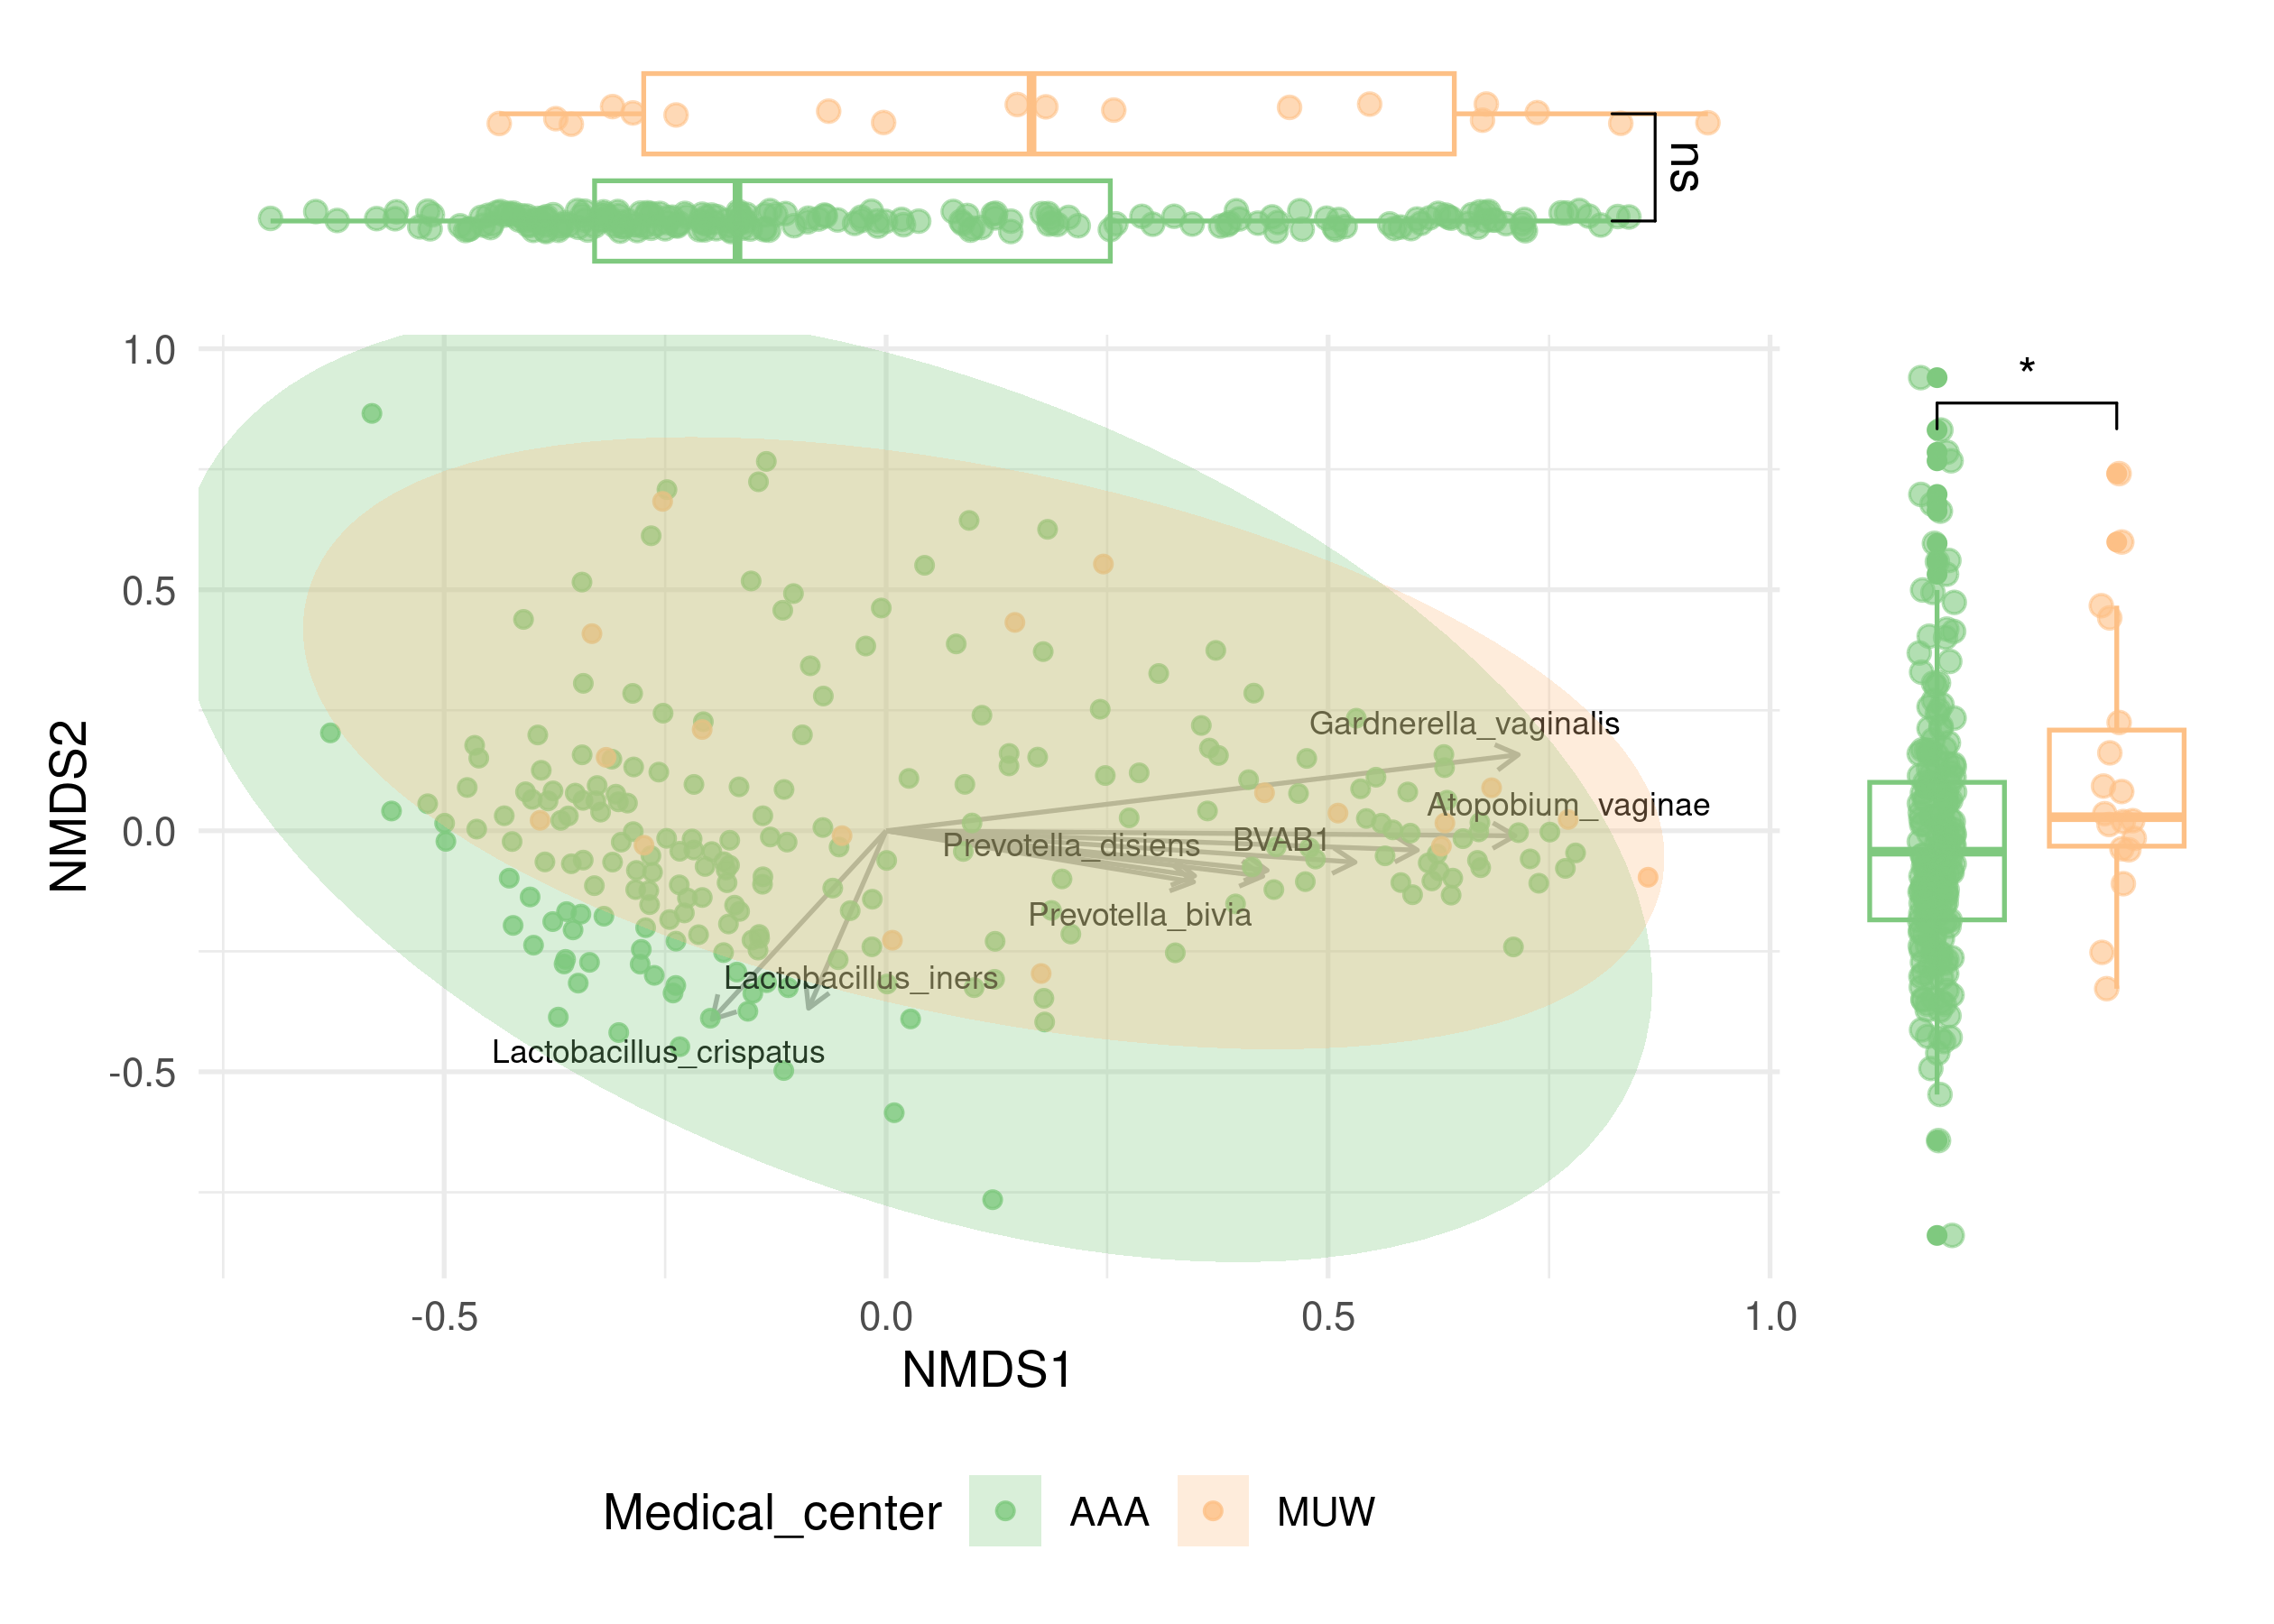 ns
*
1.0
0.5
0.0
-0.5
NMDS2
Gardnerella_vaginalis
Atopobium_vaginae
BVAB1
Prevotella_disiens
Prevotella_bivia
Lactobacillus_iners
Lactobacillus_crispatus
-0.5 0.0 0.5 1.0
NMDS1
Medical_center AAA MUW